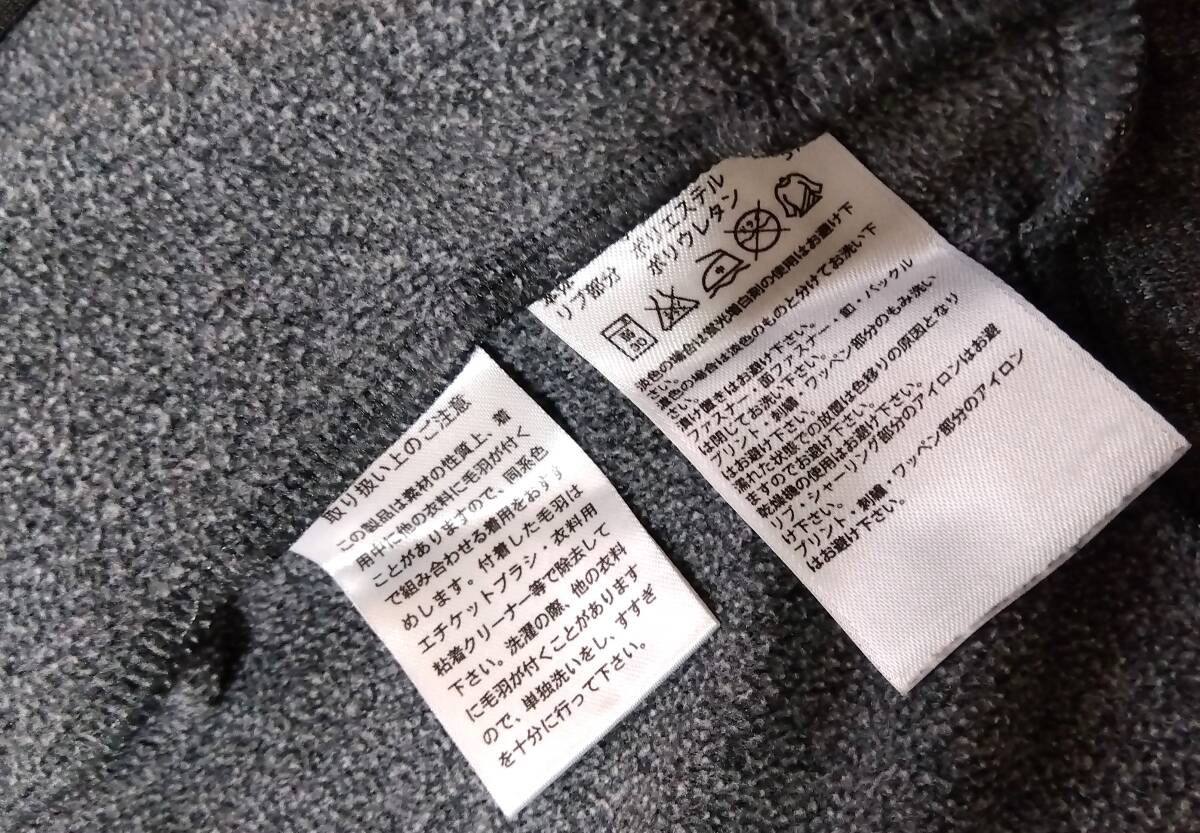 取り扱い上のご注意
この製品は素材の性質上、着
用中に他の衣料に毛羽が付く
ことがありますので、同系色
で組み合わせる着用をおすす
めします。付着した毛羽は
エチケットブラシ・衣料用
粘着クリーナー等で除去して
下さい。洗濯の際、他の衣料
に毛羽が付くことがあります
ので、単独洗いをし、すすぎ
を十分に行って下さい。
ポリエステル
リブ部分 ポリウレタン
弱
30
淡色の場合は蛍光増白剤の使用はお避け下
さい。
濃色の場合は淡色のものと分けてお洗い下
さい。
漬け置きはお避け下さい。
ファスナー・面ファスナー・釦・バックル
は閉じてお洗い下さい。
プリント・刺繍・ワッペン部分のもみ洗い
はお避け下さい。
濡れた状態での放置は色移りの原因となり
ますのでお避け下さい。
乾燥機の使用はお避け下さい。
リブ・シャーリング部分のアイロンはお避
け下さい。
プリント・刺繍・ワッペン部分のアイロン
はお避け下さい。